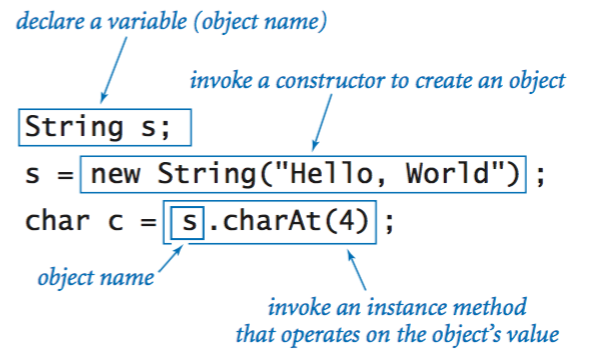 declare a variable (object name)
invoke a constructor to create an object
String s;
s = new String("Hello, World") ;
char c = s.charAt(4) ;
object name
invoke an instance method
that operates on the object's value